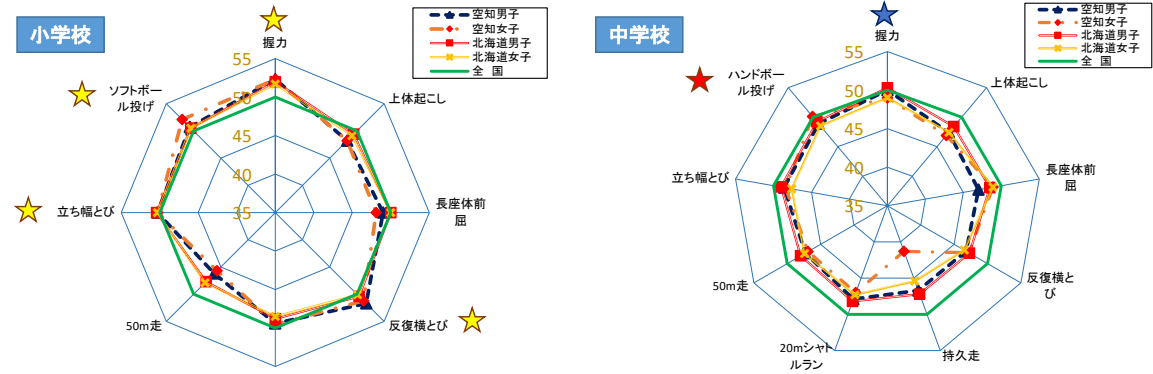 小学校
空知男子
空知女子
北海道男子
北海道女子
全 国
握力
上体起こし
長座体前
屈
反復横とび
50m走
立ち幅とび
ソフトボー
ル投げ
55
50
45
40
35
中学校
空知男子
空知女子
北海道男子
北海道女子
全 国
握力
上体起こし
長座体前
屈
反復横と
び
持久走
20mシャト
ルラン
50m走
立ち幅とび
ハンドボー
ル投げ
55
50
45
40
35